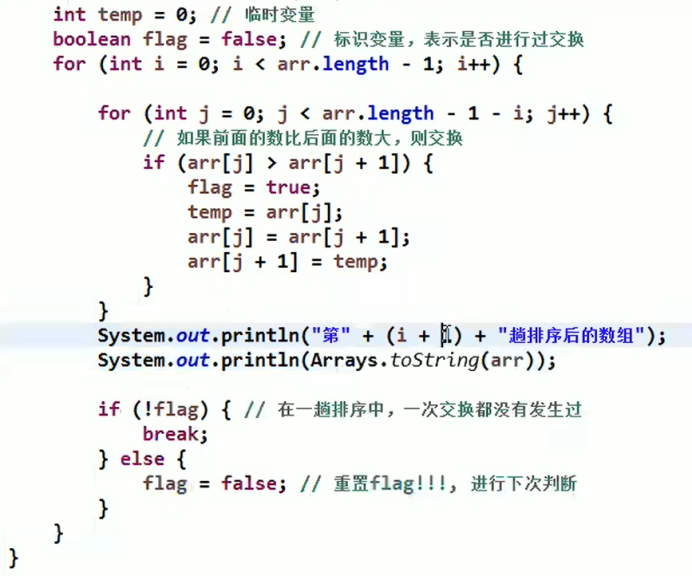 int temp = 0; // 临时变量
boolean flag = false; // 标识变量，表示是否进行过交换
for (int i = 0; i < arr.length - 1; i++) {
for (int j = 0; j < arr.length - 1 - i; j++) {
// 如果前面的数比后面的数大，则交换
if (arr[j] > arr[j + 1]) {
flag = true;
temp = arr[j];
arr[j] = arr[j + 1];
arr[j + 1] = temp;
}
}
System.out.println("第" + (i + 1) + "趟排序后的数组");
System.out.println(Arrays.toString(arr));
if (!flag) { // 在一趟排序中，一次交换都没有发生过
break;
} else {
flag = false; // 重置flag!!!, 进行下次判断
}
}
}